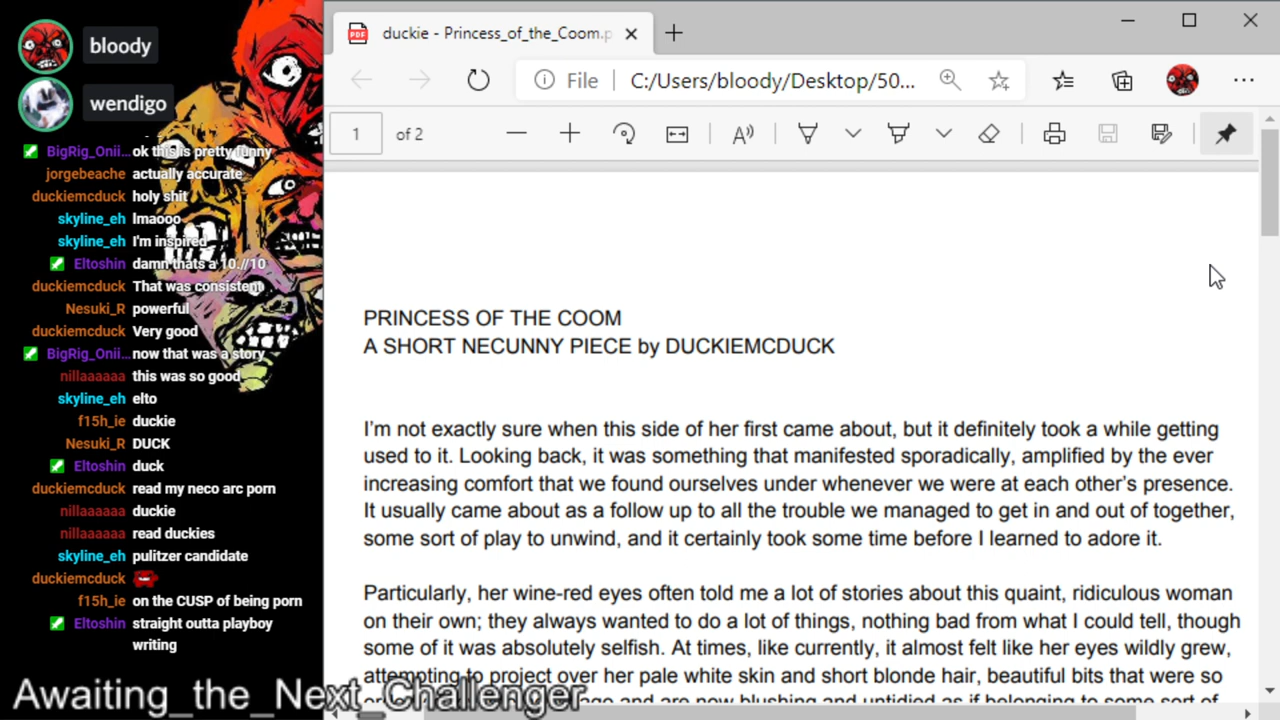 bloody
wendigo
BigRig_Onii... ok this is pretty funny
jorgebeache actually accurate
duckiemcduck holy shit
skyline_eh lmaooo
skyline_eh I'm inspired
Eltoshin damn thats a 10.//10
duckiemcduck That was consistent
Nesuki_R powerful
duckiemcduck Very good
BigRig_Onii... now that was a story
nillaaaaaa this was so good
skyline_eh elto
f15h_ie duckie
Nesuki_R DUCK
Eltoshin duck
duckiemcduck read my neco arc porn
nillaaaaaa duckie
nillaaaaaa read duckies
skyline_eh pulitzer candidate
duckiemcduck
f15h_ie on the CUSP of being porn
Eltoshin straight outta playboy
writing
Awaiting_the_Next_Challenger
PDF
duckie - Princess_of_the_Coom.p
File C:/Users/bloody/Desktop/50...
1 of 2
PRINCESS OF THE COOM
A SHORT NECUNNY PIECE by DUCKIEMCDUCK
I'm not exactly sure when this side of her first came about, but it definitely took a while getting
used to it. Looking back, it was something that manifested sporadically, amplified by the ever
increasing comfort that we found ourselves under whenever we were at each other's presence.
It usually came about as a follow up to all the trouble we managed to get in and out of together,
some sort of play to unwind, and it certainly took some time before I learned to adore it.
Particularly, her wine-red eyes often told me a lot of stories about this quaint, ridiculous woman
on their own; they always wanted to do a lot of things, nothing bad from what I could tell, though
some of it was absolutely selfish. At times, like currently, it almost felt like her eyes wildly grew,
attempting to project over her pale white skin and short blonde hair, beautiful bits that were so
and are now blushing and untidied as if belonging to some sort of